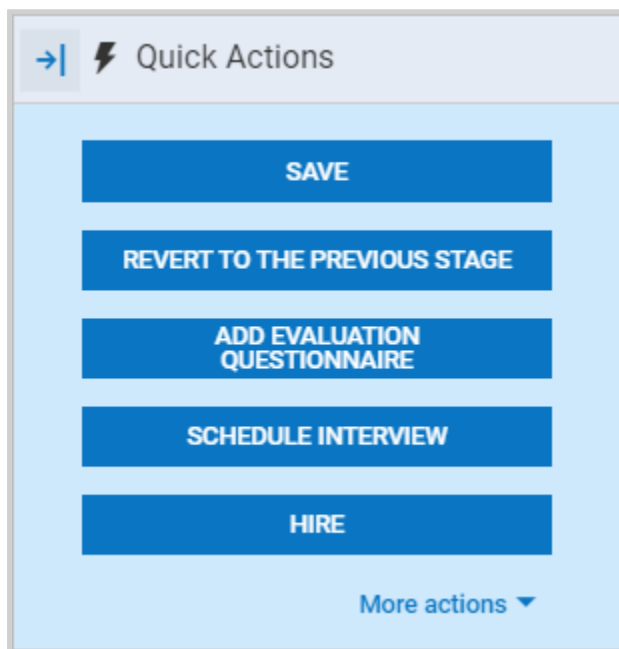 Quick Actions
SAVE
REVERT TO THE PREVIOUS STAGE
ADD EVALUATION
QUESTIONNAIRE
SCHEDULE INTERVIEW
HIRE
More actions